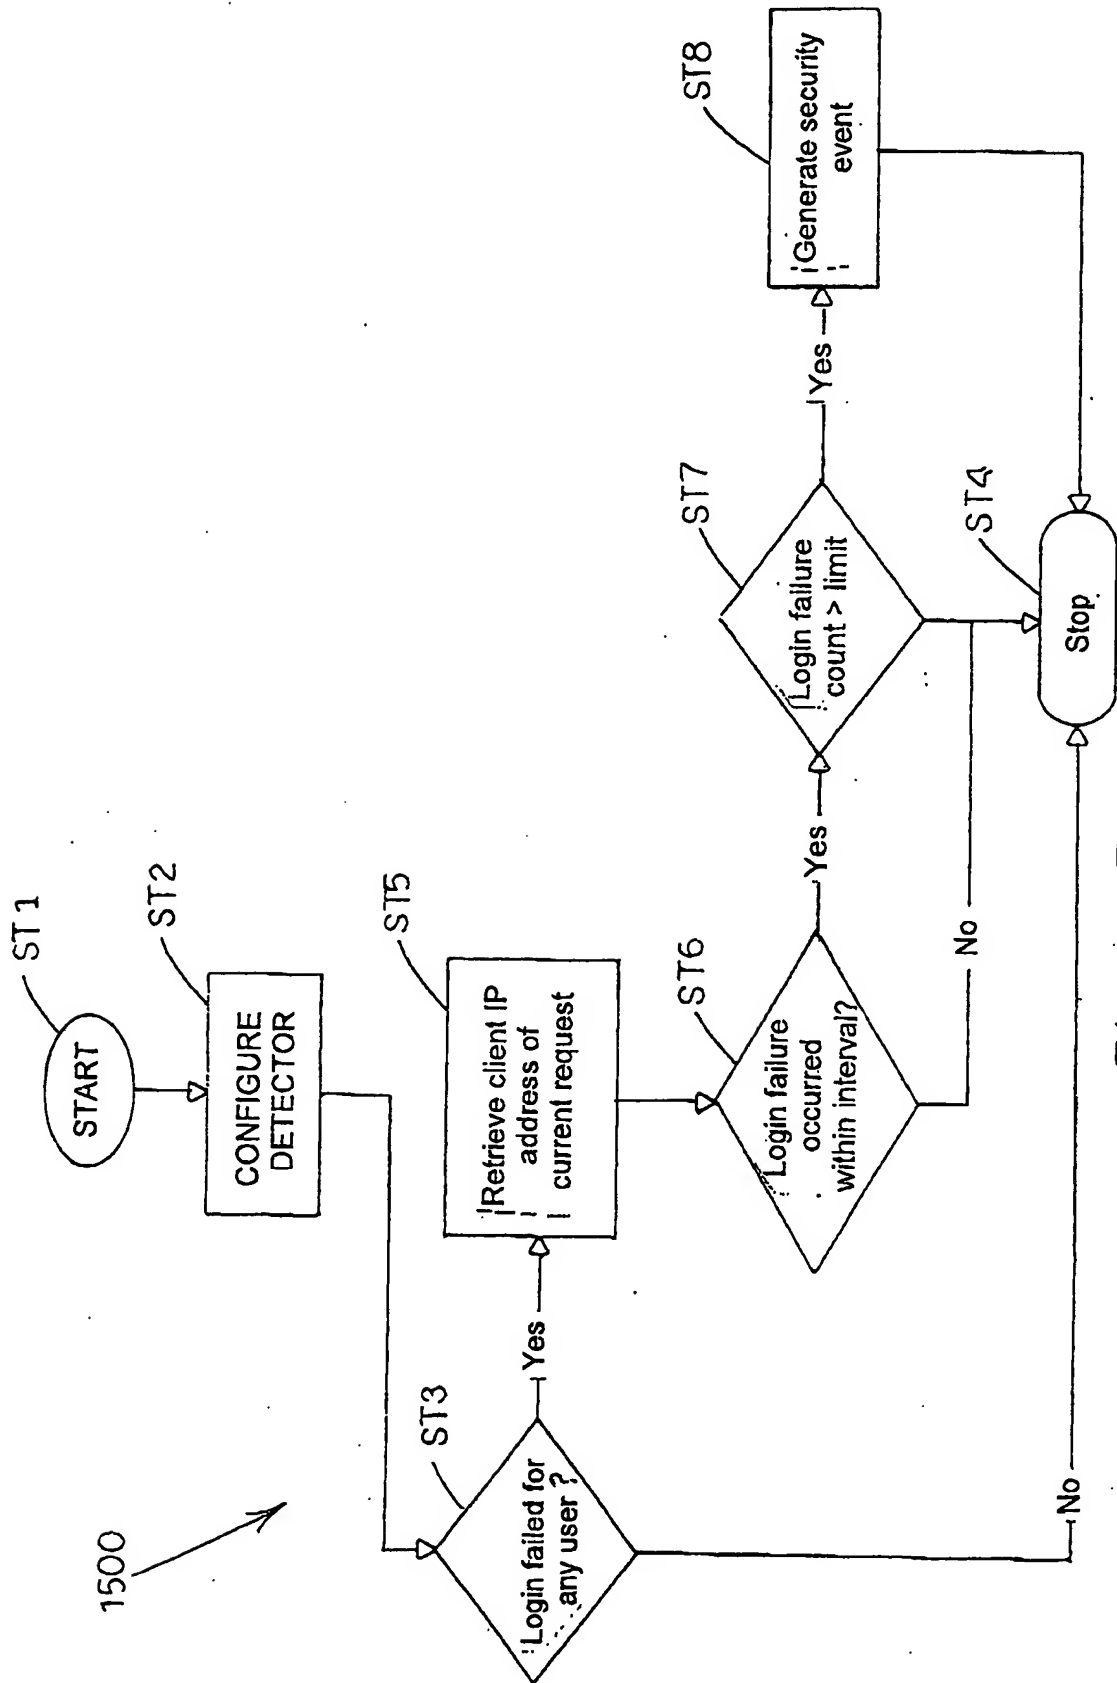 1500
ST1
START
ST2
CONFIGURE
DETECTOR
ST3
Login failed for
any user ?
Yes
No
ST5
Retrieve client IP
address of
current request
ST6
Login failure
occurred
within interval?
Yes
No
ST7
Login failure
count > limit
Yes
ST8
Generate security
event
ST4
Stop